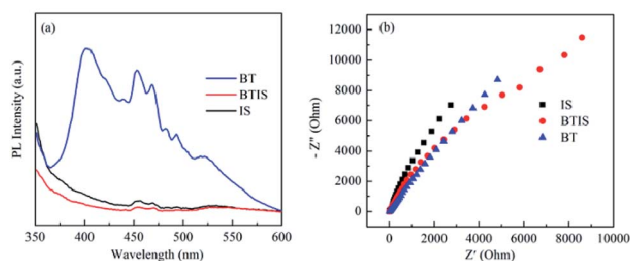 (a)
PL Intensity (a.u.)
BT
BTIS
IS
350 400 450 500 550 600
Wavelength (nm)
(b)
- Z'' (Ohm)
12000
10000
8000
6000
4000
2000
0
IS
BTIS
BT
0 2000 4000 6000 8000 10000
Z' (Ohm)